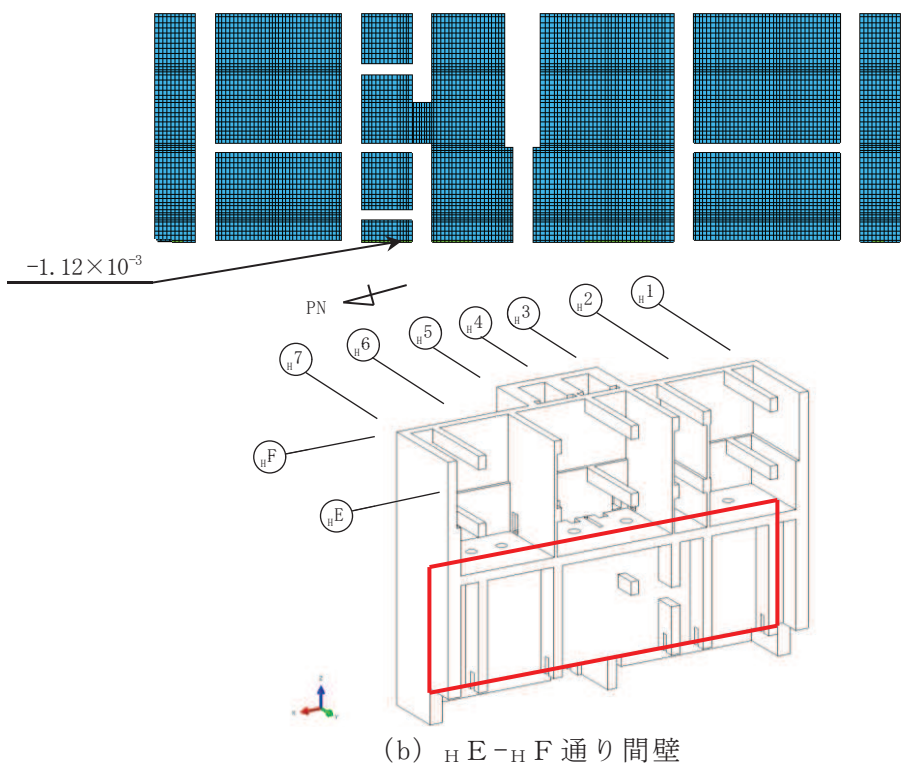 -1.12×10⁻³
PN
H7
H6
H5
H4
H3
H2
H1
HF
HE
Z
X
Y
(b) HE-HF通り間壁